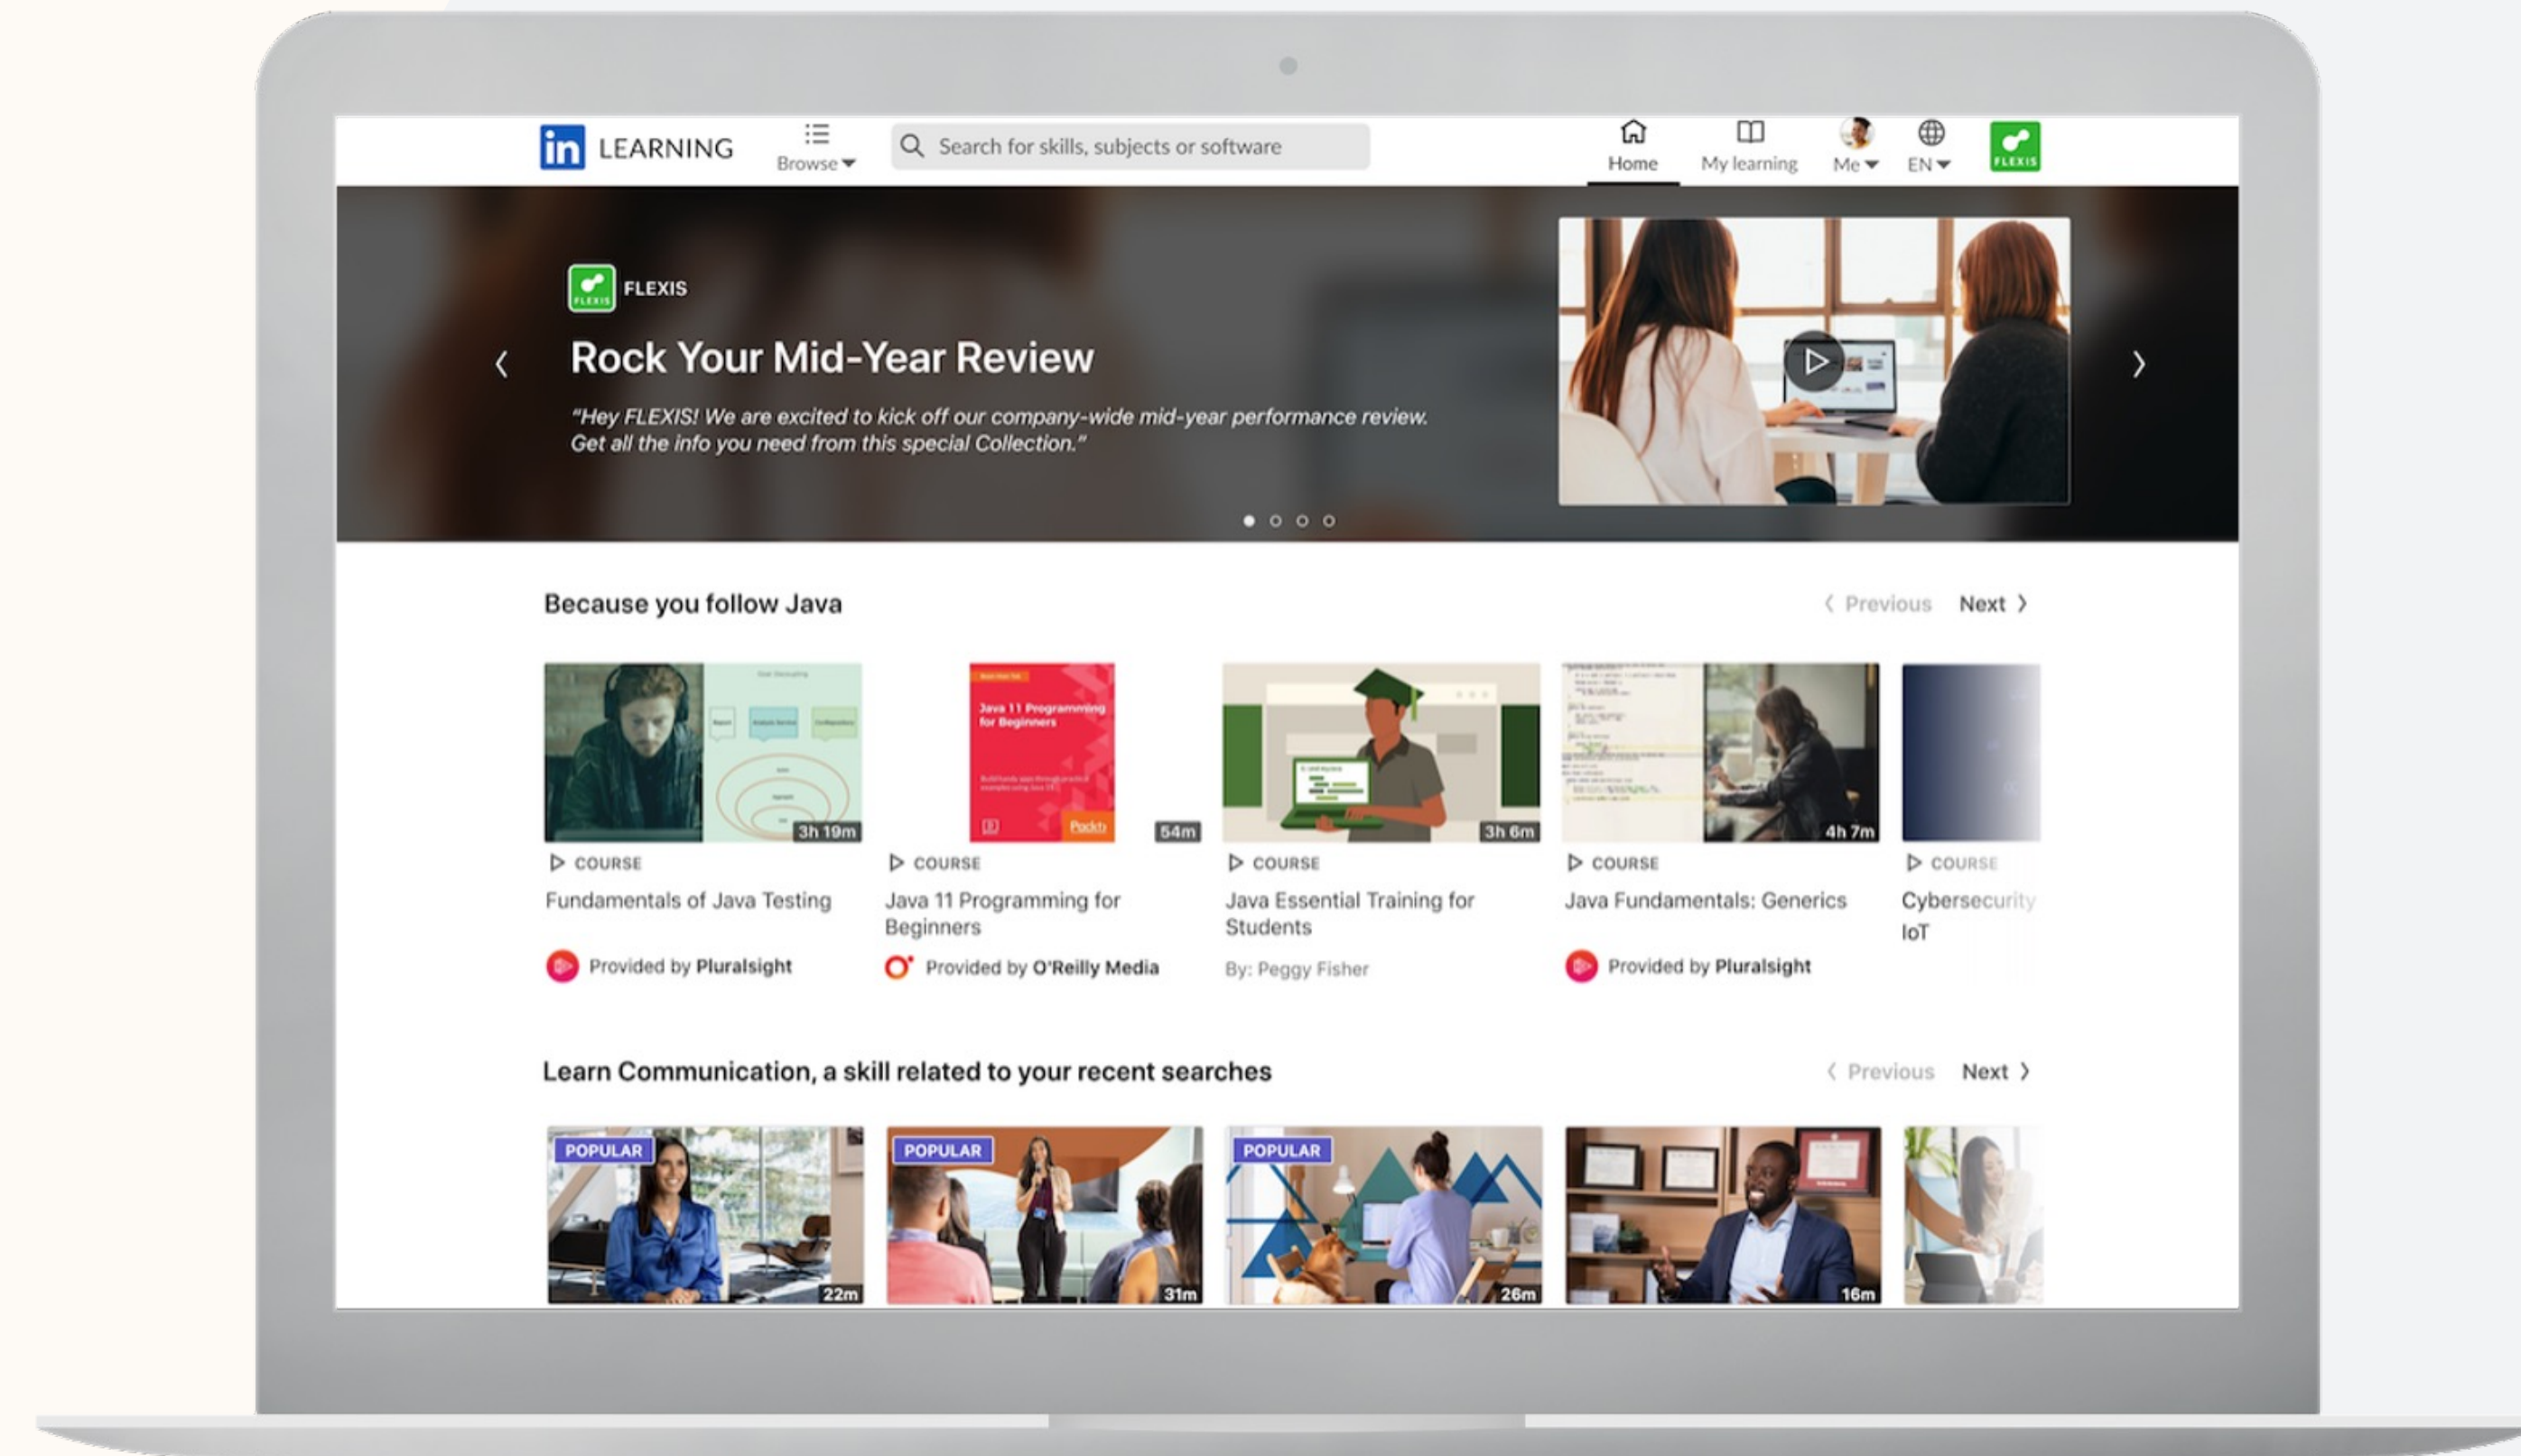 in LEARNING
Browse
Search for skills, subjects or software
Home
My learning
Me
EN
FLEXIS
FLEXIS
FLEXIS
Rock Your Mid-Year Review
"Hey FLEXIS! We are excited to kick off our company-wide mid-year performance review.
Get all the info you need from this special Collection."
Because you follow Java
Previous Next
Java 11 Programming
for Beginners
Packt>
3h 19m
54m
3h 6m
4h 7m
COURSE
Fundamentals of Java Testing
Provided by Pluralsight
COURSE
Java 11 Programming for
Beginners
Provided by O'Reilly Media
COURSE
Java Essential Training for
Students
By: Peggy Fisher
COURSE
Java Fundamentals: Generics
Provided by Pluralsight
COURSE
Cybersecurity
IoT
Learn Communication, a skill related to your recent searches
Previous Next
POPULAR
22m
POPULAR
31m
POPULAR
26m
16m